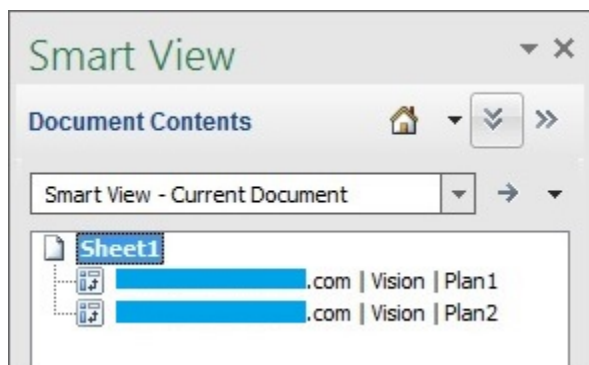 Smart View
Document Contents
Smart View - Current Document
Sheet1
.com | Vision | Plan1
.com | Vision | Plan2